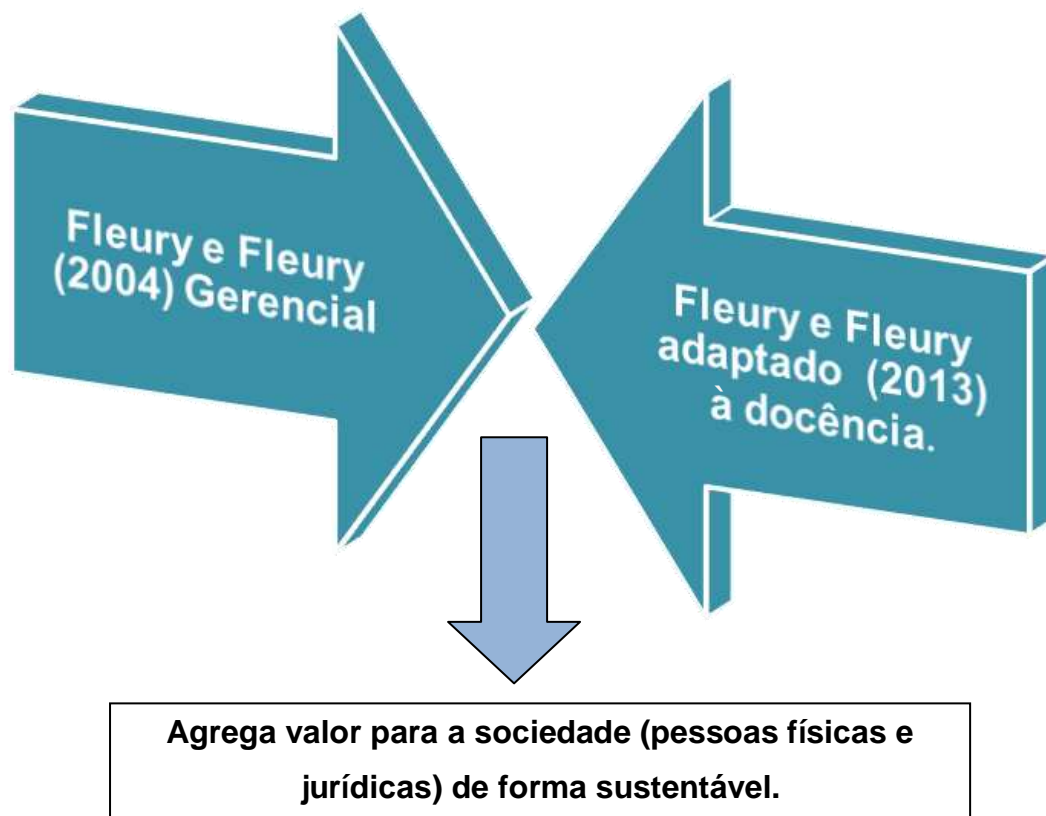 Fleury e Fleury
(2004) Gerencial
Fleury e Fleury
adaptado (2013)
à docência.
Agrega valor para a sociedade (pessoas físicas e
jurídicas) de forma sustentável.